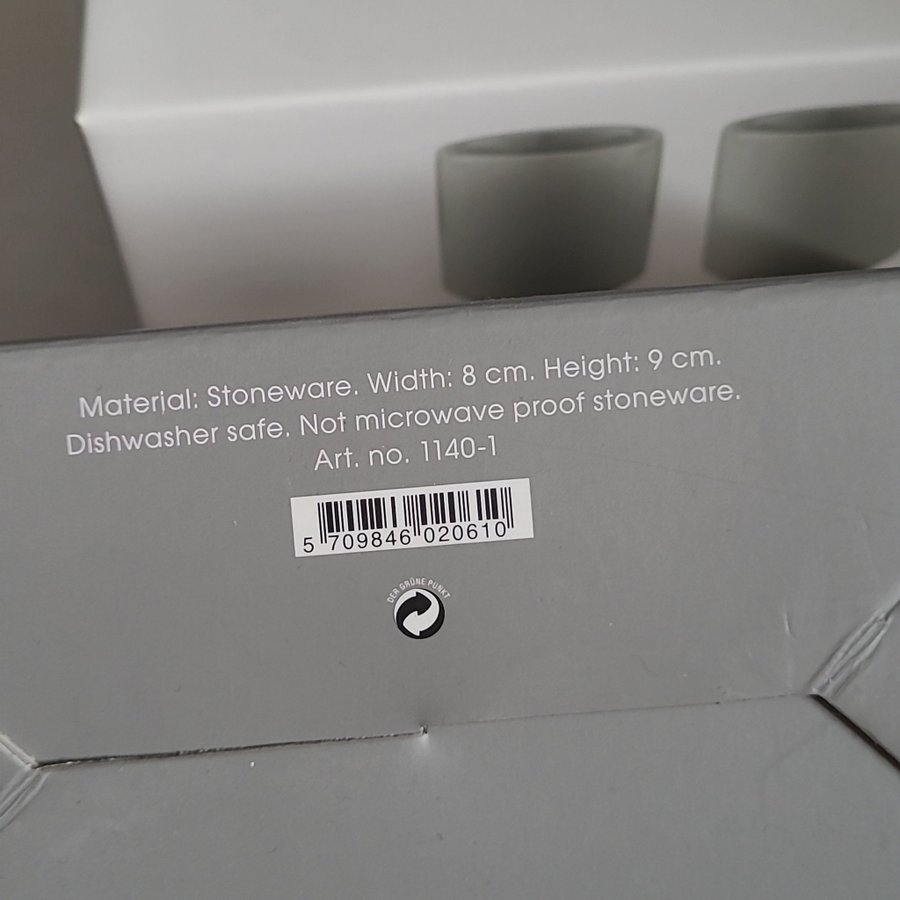 Material: Stoneware. Width: 8 cm. Height: 9 cm.
Dishwasher safe. Not microwave proof stoneware.
Art. no. 1140-1
5 709846 020610
DER GRÜNE PUNKT